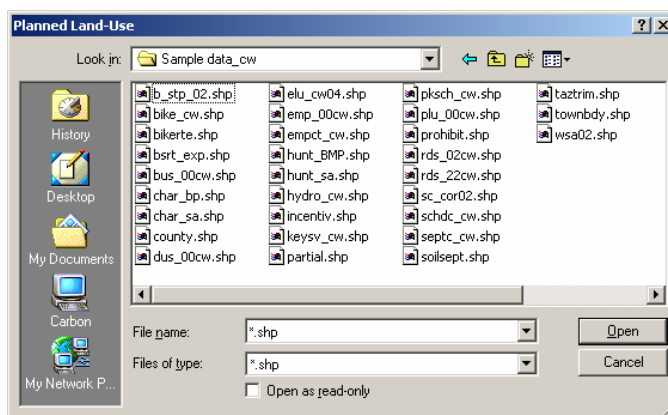 Planned Land-Use
Look in: Sample data_cw
History
Desktop
My Documents
Carbon
My Network P...
b_stp_02.shp
bike_cw.shp
bikerte.shp
bsrt_exp.shp
bus_00cw.shp
char_bp.shp
char_sa.shp
county.shp
dus_00cw.shp
elu_cw04.shp
emp_00cw.shp
empct_cw.shp
hunt_BMP.shp
hunt_sa.shp
hydro_cw.shp
incentiv.shp
keysv_cw.shp
partial.shp
pksch_cw.shp
plu_00cw.shp
prohibit.shp
rds_02cw.shp
rds_22cw.shp
sc_cor02.shp
schdc_cw.shp
septc_cw.shp
soilsept.shp
taztrim.shp
townbdy.shp
wsa02.shp
File name: *.shp
Open
Files of type: *.shp
Cancel
Open as read-only